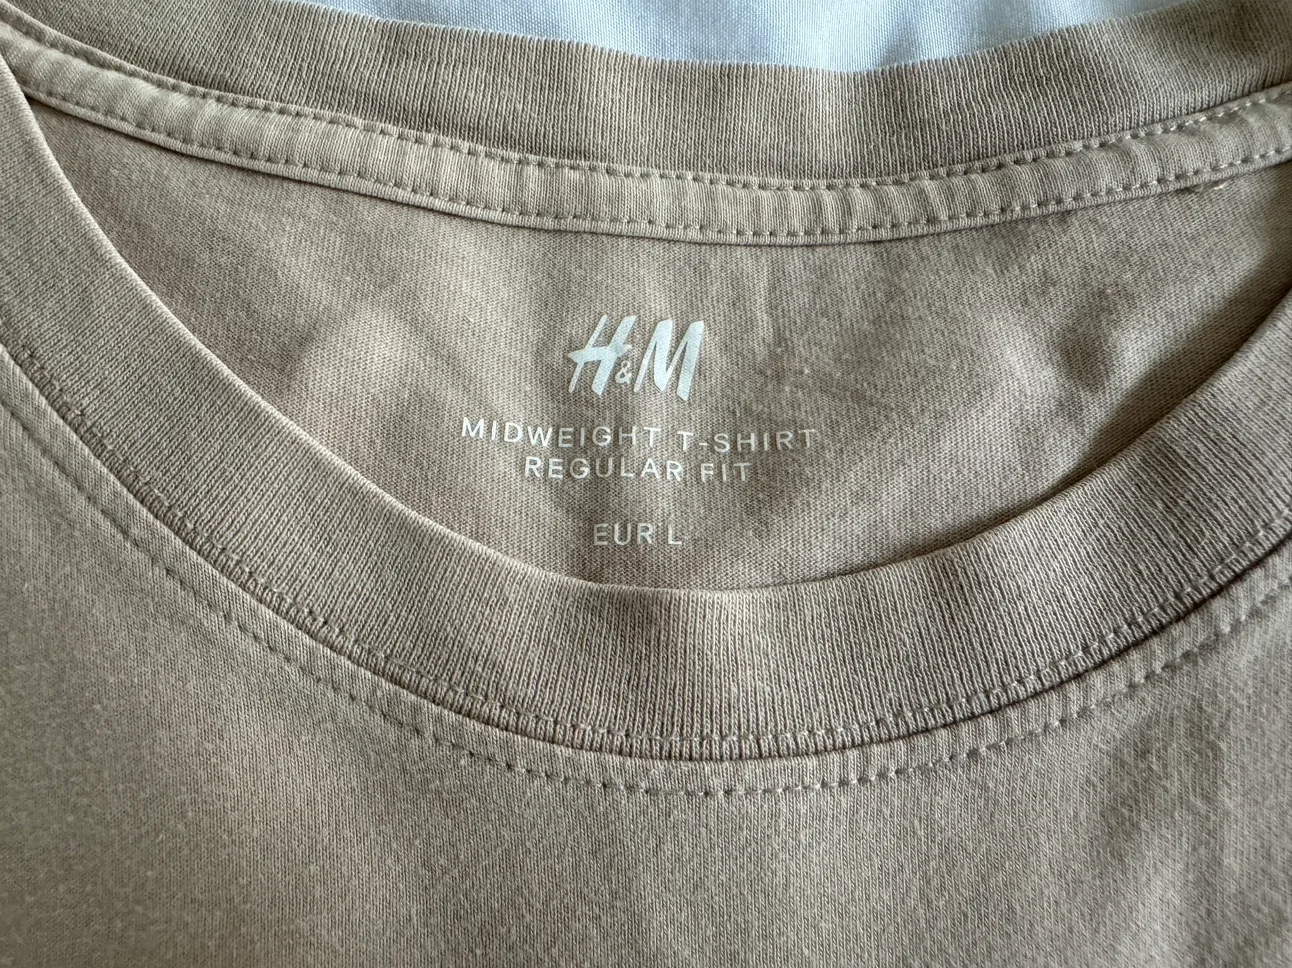 H&M
MIDWEIGHT T-SHIRT
REGULAR FIT
EUR L